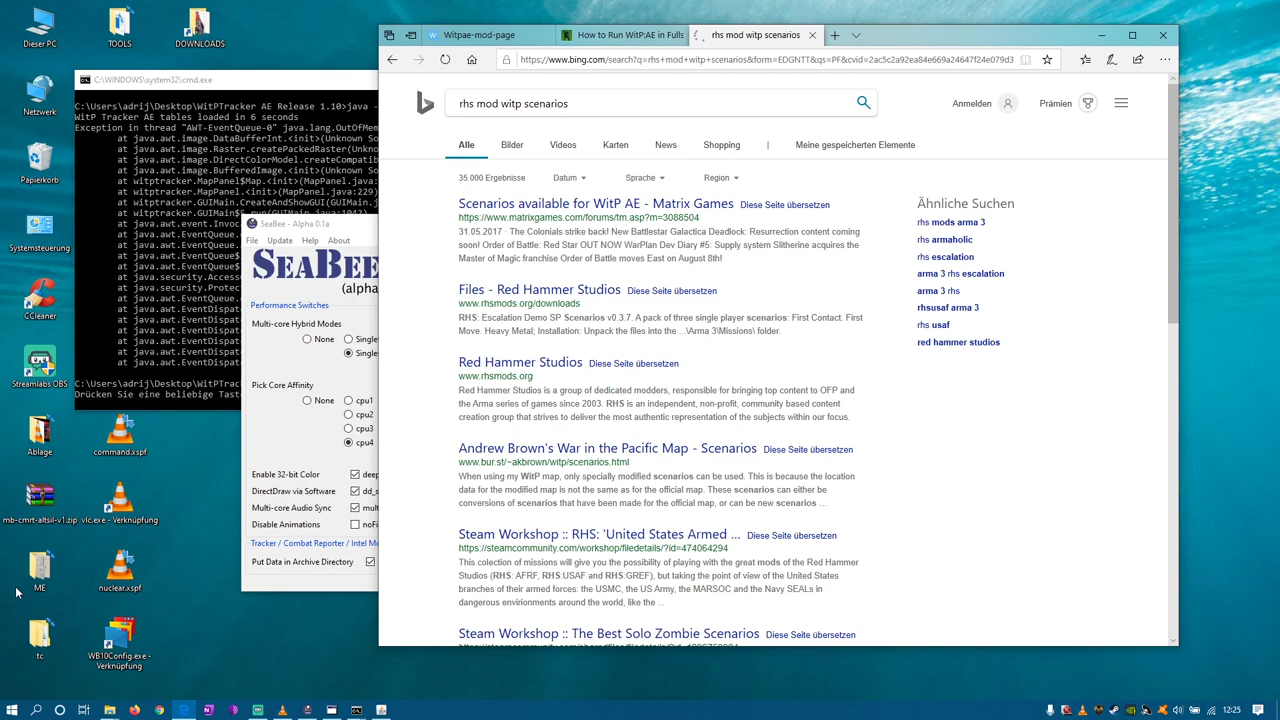 Dieser PC
TOOLS
DOWNLOADS
Netzwerk
Papierkorb
Systemsteuerung
CCleaner
Streamlabs OBS
Ablage
command.xspf
mb-cmrt-altsil-v1.zip
vlc.exe - Verknüpfung
ME
nuclear.xspf
tc
WB10Config.exe -
Verknüpfung
C:\WINDOWS\system32\cmd.exe
C:\Users\adrij\Desktop\WitPTracker AE Release 1.10>java -
WitP Tracker AE tables loaded in 6 seconds
Exception in thread "AWT-EventQueue-0" java.lang.OutOfMem
at java.awt.image.DataBufferInt.<init>(Unknown So
at java.awt.image.Raster.createPackedRaster(Unkno
at java.awt.image.DirectColorModel.createCompatib
at java.awt.image.BufferedImage.<init>(Unknown So
at witptracker.MapPanel$Map.<init>(MapPanel.java:
at witptracker.MapPanel.<init>(MapPanel.java:229)
at witptracker.GUIMain.CreateAndShowGUI(GUIMain.j
at java.awt.event.Invoc
at java.awt.EventQueue.
at java.awt.EventQueue$
at java.awt.EventQueue$
at java.security.Access
at java.security.Protec
at java.awt.EventQueue.
at java.awt.EventDispat
at java.awt.EventDispat
at java.awt.EventDispat
at java.awt.EventDispat
at java.awt.EventDispat
C:\Users\adrij\Desktop\WitPTrac
Drücken Sie eine beliebige Tast
SeaBee - Alpha 0.1a
File Update Help About
SEABEE
(alpha
Performance Switches
Multi-core Hybrid Modes
None Single
Single
Pick Core Affinity
None cpu1
cpu2
cpu3
cpu4
Enable 32-bit Color deep
DirectDraw via Software dd_s
Multi-core Audio Sync mult
Disable Animations noFi
Tracker / Combat Reporter / Intel Mo
Put Data in Archive Directory
Witpae-mod-page
How to Run WitP:AE in Fulls
rhs mod witp scenarios
https://www.bing.com/search?q=rhs+mod+witp+scenarios&form=EDGNTT&qs=PF&cvid=2ac5c2a92ea84e669a24647f24e079d3
rhs mod witp scenarios
Anmelden
Prämien
Alle Bilder Videos Karten News Shopping | Meine gespeicherten Elemente
35.000 Ergebnisse Datum Sprache Region
Scenarios available for WitP AE - Matrix Games Diese Seite übersetzen
https://www.matrixgames.com/forums/tm.asp?m=3088504
31.05.2017 · The Colonials strike back! New Battlestar Galactica Deadlock: Resurrection content coming
soon! Order of Battle: Red Star OUT NOW WarPlan Dev Diary #5: Supply system Slitherine acquires the
Master of Magic franchise Order of Battle moves East on August 8th!
Files - Red Hammer Studios Diese Seite übersetzen
www.rhsmods.org/downloads
RHS: Escalation Demo SP Scenarios v0.3.7. A pack of three single player scenarios: First Contact. First
Move. Heavy Metal; Installation: Unpack the files into the ...\Arma 3\Missions\ folder.
Red Hammer Studios Diese Seite übersetzen
www.rhsmods.org
Red Hammer Studios is a group of dedicated modders, responsible for bringing top content to OFP and
the Arma series of games since 2003. RHS is an independent, non-profit, community based content
creation group that strives to deliver the most authentic representation of the subjects within our focus.
Andrew Brown's War in the Pacific Map - Scenarios Diese Seite übersetzen
www.bur.st/~akbrown/witp/scenarios.html
When using my WitP map, only specially modified scenarios can be used. This is because the location
data for the modified map is not the same as for the official map. These scenarios can either be
conversions of scenarios that have been made for the official map, or can be new scenarios ...
Steam Workshop :: RHS: 'United States Armed ... Diese Seite übersetzen
https://steamcommunity.com/workshop/filedetails/?id=474064294
This colection of missions will give you the possibility of playing with the great mods of the Red Hammer
Studios (RHS: AFRF, RHS:USAF and RHS:GREF), but taking the point of view of the United States
branches of their armed forces: the USMC, the US Army, the MARSOC and the Navy SEALs in
dangerous envirionments around the world, like the ...
Steam Workshop :: The Best Solo Zombie Scenarios Diese Seite übersetzen
Ähnliche Suchen
rhs mods arma 3
rhs armaholic
rhs escalation
arma 3 rhs escalation
arma 3 rhs
rhsusaf arma 3
rhs usaf
red hammer studios
12:25